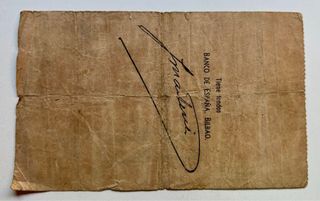 Tiene fondos
BANCO DE ESPAÑA, BILBAO,